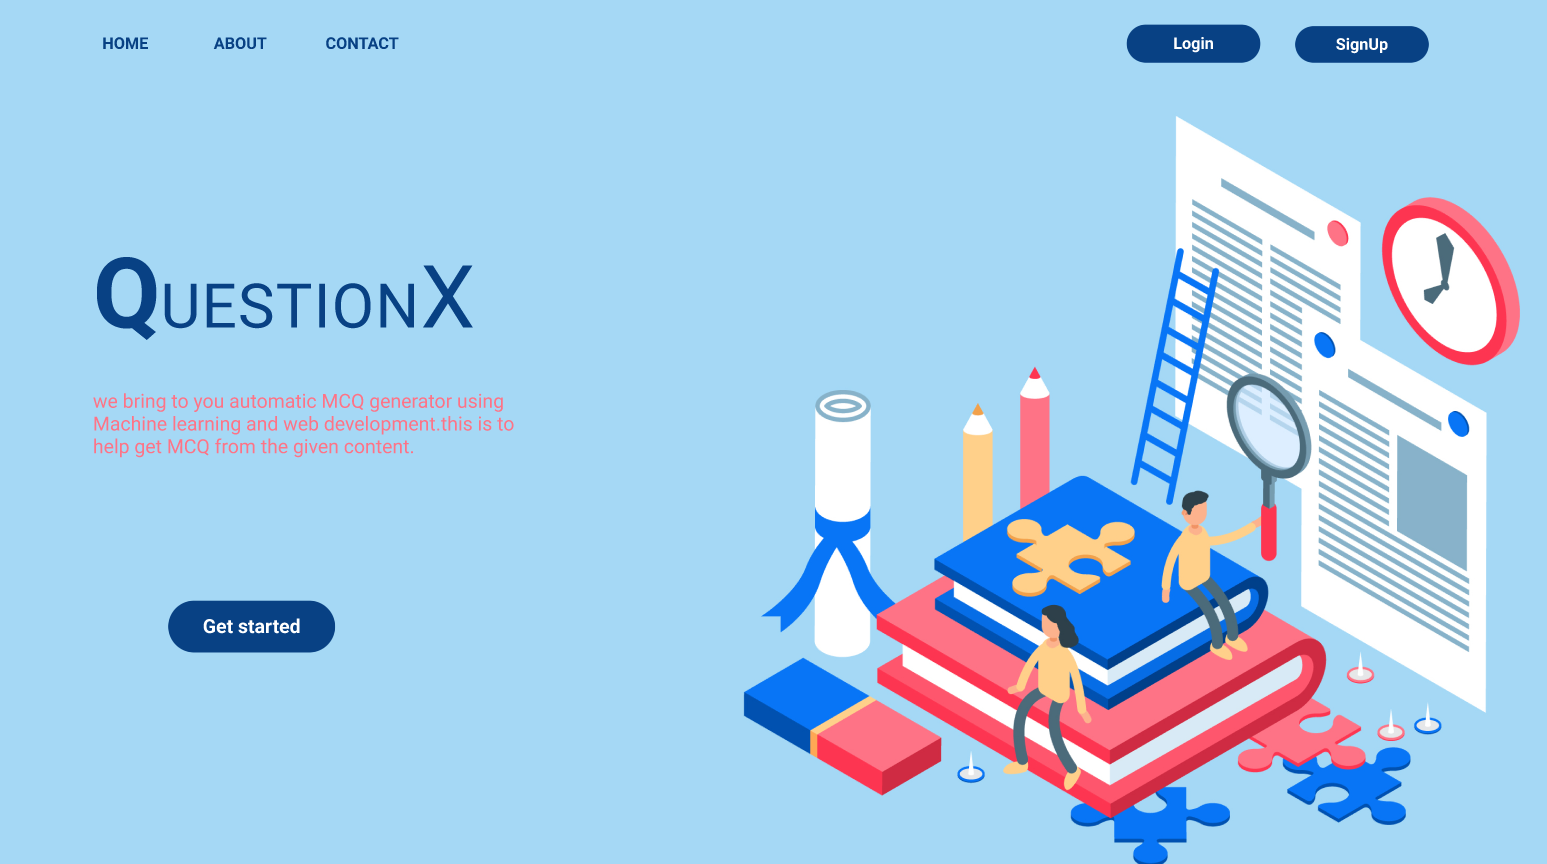 HOME ABOUT CONTACT Login SignUp
QUESTIONX
we bring to you automatic MCQ generator using
Machine learning and web development.this is to
help get MCQ from the given content.
Get started